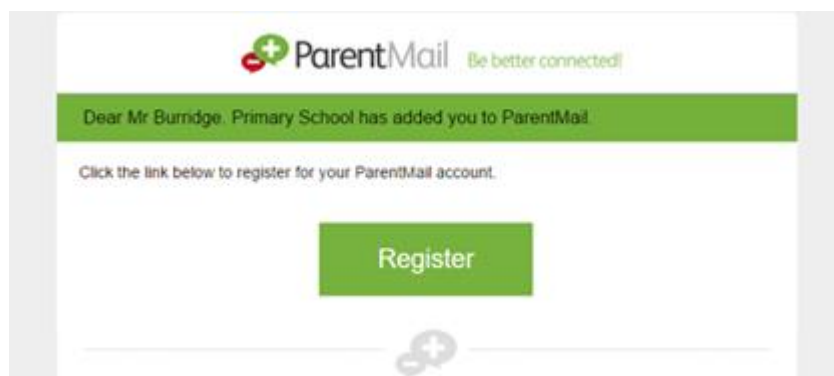 ParentMail Be better connected!
Dear Mr Burridge. Primary School has added you to ParentMail.
Click the link below to register for your ParentMail account.
Register